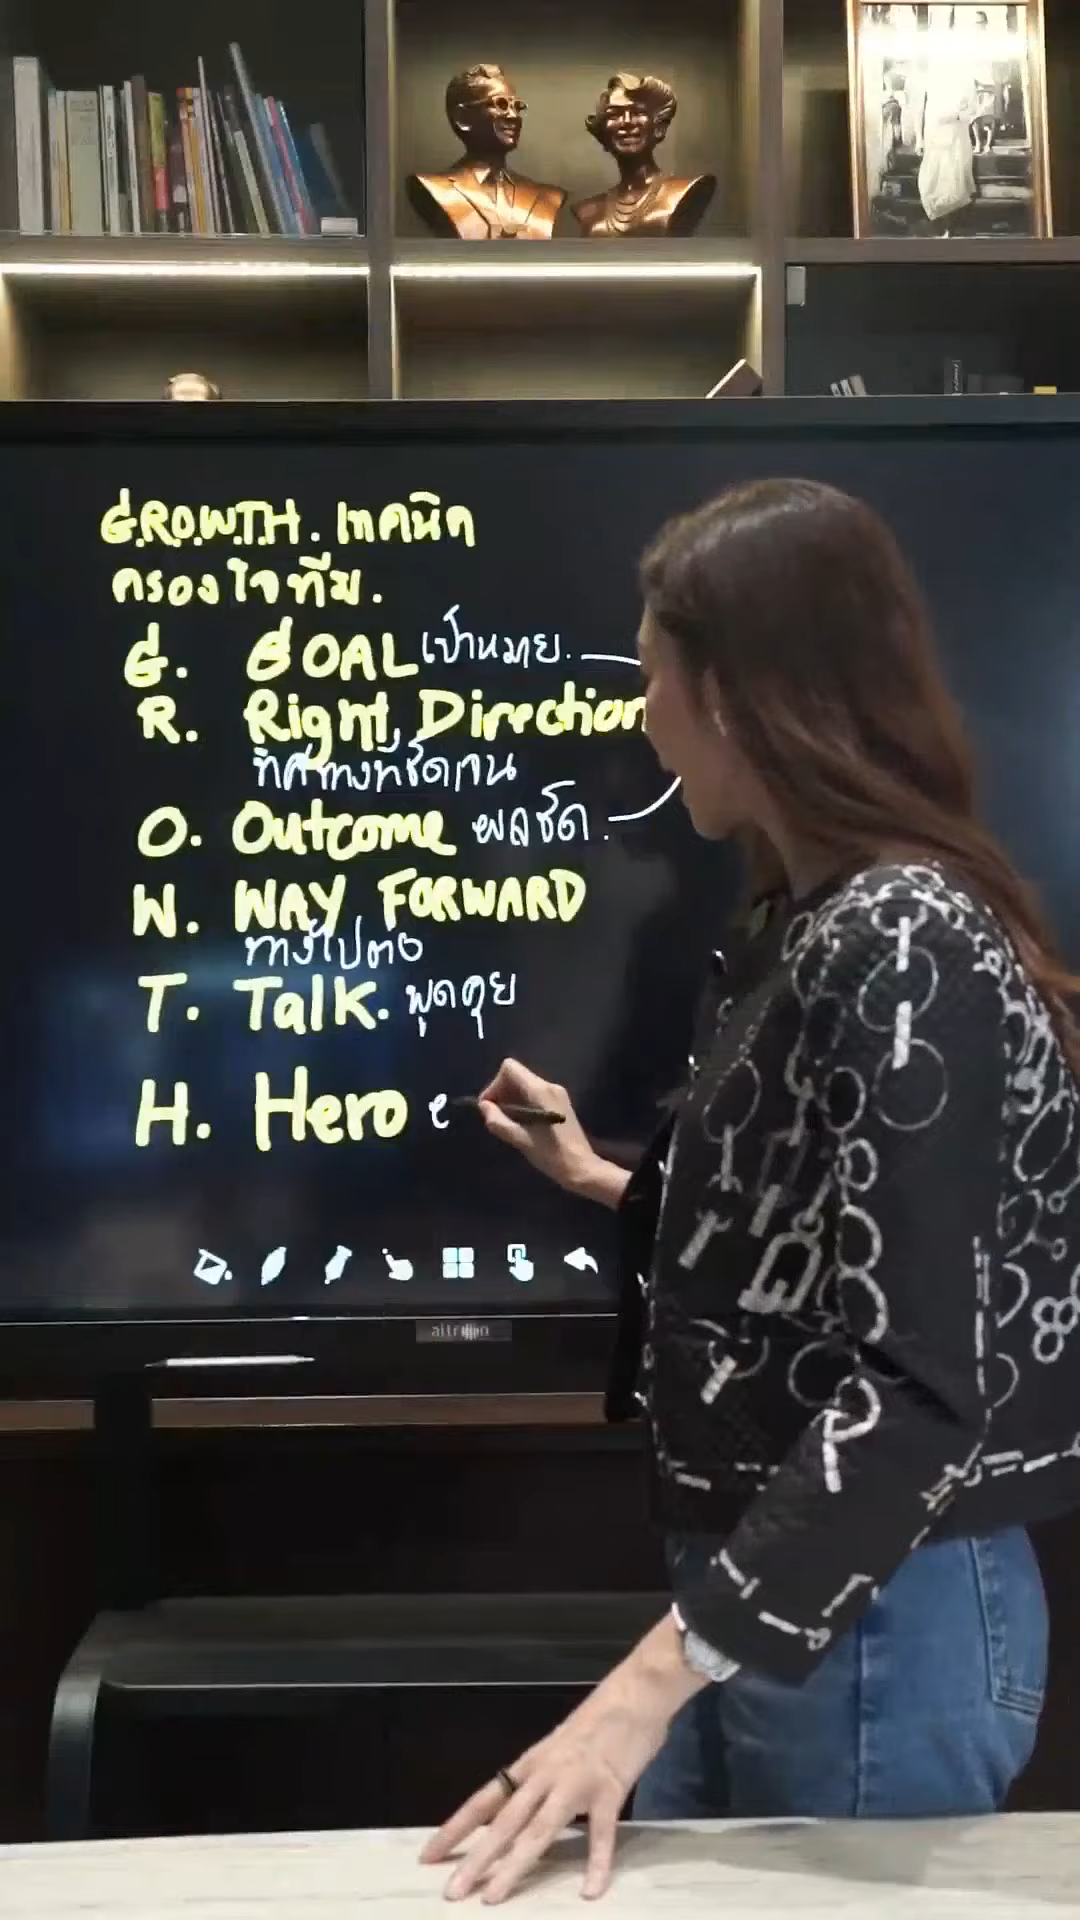 G.R.O.W.T.H. เทคนิค
ครองใจทีม.
G. GOAL เป้าหมาย.
R. Right Direction
ทิศทางที่ชัดเจน
O. Outcome ผลชัด.
W. WAY FORWARD
ทางไปต่อ
T. Talk. พูดคุย
H. Hero